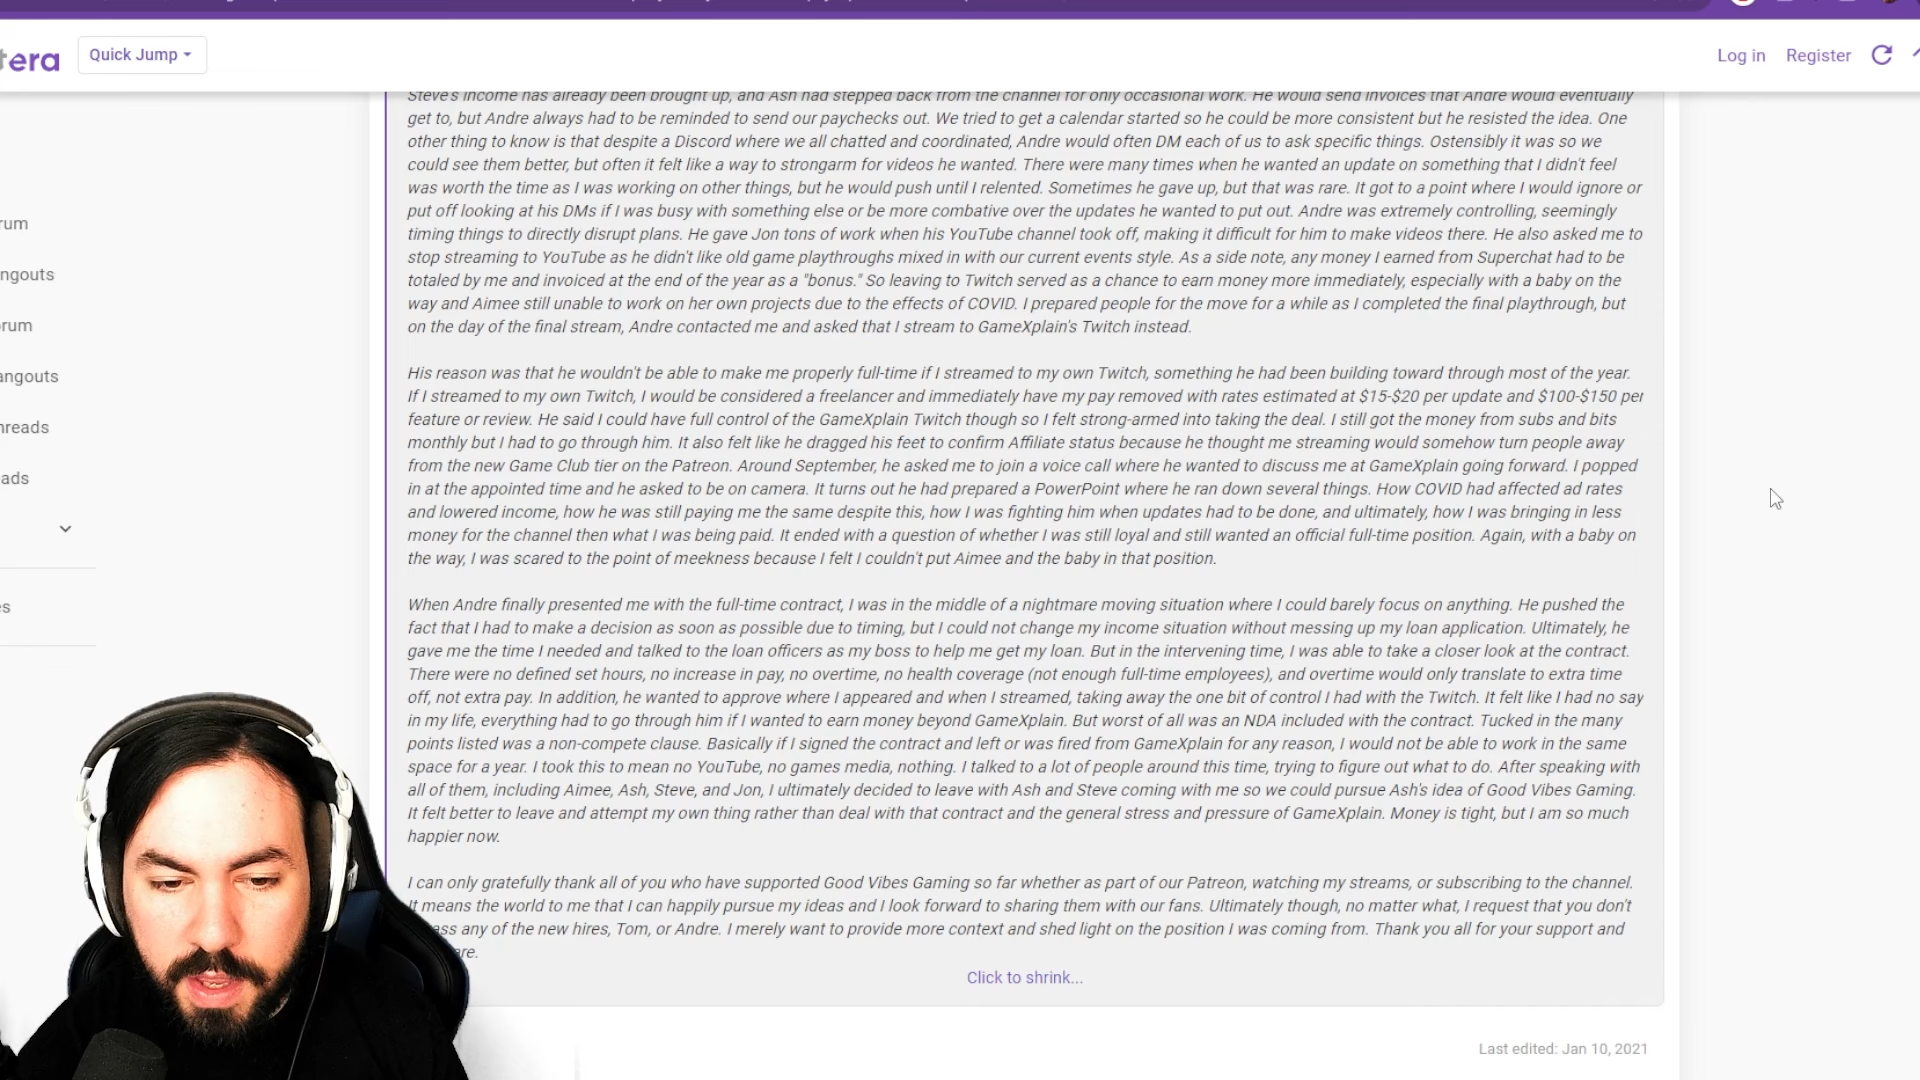 era
Quick Jump
Log in
Register
rum
ngouts
orum
angouts
hreads
ads
s
Steve's income has already been brought up, and Ash had stepped back from the channel for only occasional work. He would send invoices that Andre would eventually
get to, but Andre always had to be reminded to send our paychecks out. We tried to get a calendar started so he could be more consistent but he resisted the idea. One
other thing to know is that despite a Discord where we all chatted and coordinated, Andre would often DM each of us to ask specific things. Ostensibly it was so we
could see them better, but often it felt like a way to strongarm for videos he wanted. There were many times when he wanted an update on something that I didn't feel
was worth the time as I was working on other things, but he would push until I relented. Sometimes he gave up, but that was rare. It got to a point where I would ignore or
put off looking at his DMs if I was busy with something else or be more combative over the updates he wanted to put out. Andre was extremely controlling, seemingly
timing things to directly disrupt plans. He gave Jon tons of work when his YouTube channel took off, making it difficult for him to make videos there. He also asked me to
stop streaming to YouTube as he didn't like old game playthroughs mixed in with our current events style. As a side note, any money I earned from Superchat had to be
totaled by me and invoiced at the end of the year as a "bonus." So leaving to Twitch served as a chance to earn money more immediately, especially with a baby on the
way and Aimee still unable to work on her own projects due to the effects of COVID. I prepared people for the move for a while as I completed the final playthrough, but
on the day of the final stream, Andre contacted me and asked that I stream to GameXplain's Twitch instead.
His reason was that he wouldn't be able to make me properly full-time if I streamed to my own Twitch, something he had been building toward through most of the year.
If I streamed to my own Twitch, I would be considered a freelancer and immediately have my pay removed with rates estimated at $15-$20 per update and $100-$150 per
feature or review. He said I could have full control of the GameXplain Twitch though so I felt strong-armed into taking the deal. I still got the money from subs and bits
monthly but I had to go through him. It also felt like he dragged his feet to confirm Affiliate status because he thought me streaming would somehow turn people away
from the new Game Club tier on the Patreon. Around September, he asked me to join a voice call where he wanted to discuss me at GameXplain going forward. I popped
in at the appointed time and he asked to be on camera. It turns out he had prepared a PowerPoint where he ran down several things. How COVID had affected ad rates
and lowered income, how he was still paying me the same despite this, how I was fighting him when updates had to be done, and ultimately, how I was bringing in less
money for the channel then what I was being paid. It ended with a question of whether I was still loyal and still wanted an official full-time position. Again, with a baby on
the way, I was scared to the point of meekness because I felt I couldn't put Aimee and the baby in that position.
When Andre finally presented me with the full-time contract, I was in the middle of a nightmare moving situation where I could barely focus on anything. He pushed the
fact that I had to make a decision as soon as possible due to timing, but I could not change my income situation without messing up my loan application. Ultimately, he
gave me the time I needed and talked to the loan officers as my boss to help me get my loan. But in the intervening time, I was able to take a closer look at the contract.
There were no defined set hours, no increase in pay, no overtime, no health coverage (not enough full-time employees), and overtime would only translate to extra time
off, not extra pay. In addition, he wanted to approve where I appeared and when I streamed, taking away the one bit of control I had with the Twitch. It felt like I had no say
in my life, everything had to go through him if I wanted to earn money beyond GameXplain. But worst of all was an NDA included with the contract. Tucked in the many
points listed was a non-compete clause. Basically if I signed the contract and left or was fired from GameXplain for any reason, I would not be able to work in the same
space for a year. I took this to mean no YouTube, no games media, nothing. I talked to a lot of people around this time, trying to figure out what to do. After speaking with
all of them, including Aimee, Ash, Steve, and Jon, I ultimately decided to leave with Ash and Steve coming with me so we could pursue Ash's idea of Good Vibes Gaming.
It felt better to leave and attempt my own thing rather than deal with that contract and the general stress and pressure of GameXplain. Money is tight, but I am so much
happier now.
I can only gratefully thank all of you who have supported Good Vibes Gaming so far whether as part of our Patreon, watching my streams, or subscribing to the channel.
It means the world to me that I can happily pursue my ideas and I look forward to sharing them with our fans. Ultimately though, no matter what, I request that you don't
ass any of the new hires, Tom, or Andre. I merely want to provide more context and shed light on the position I was coming from. Thank you all for your support and
are.
Click to shrink...
Last edited: Jan 10, 2021